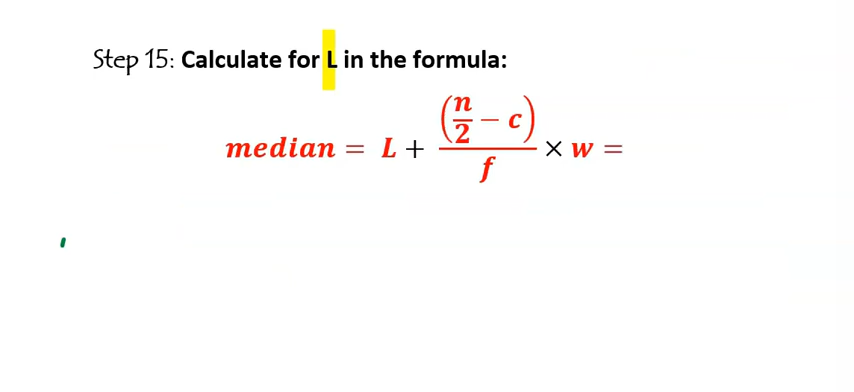 Step 15: Calculate for L in the formula:
median = L + (n/2 − c)/f × w =